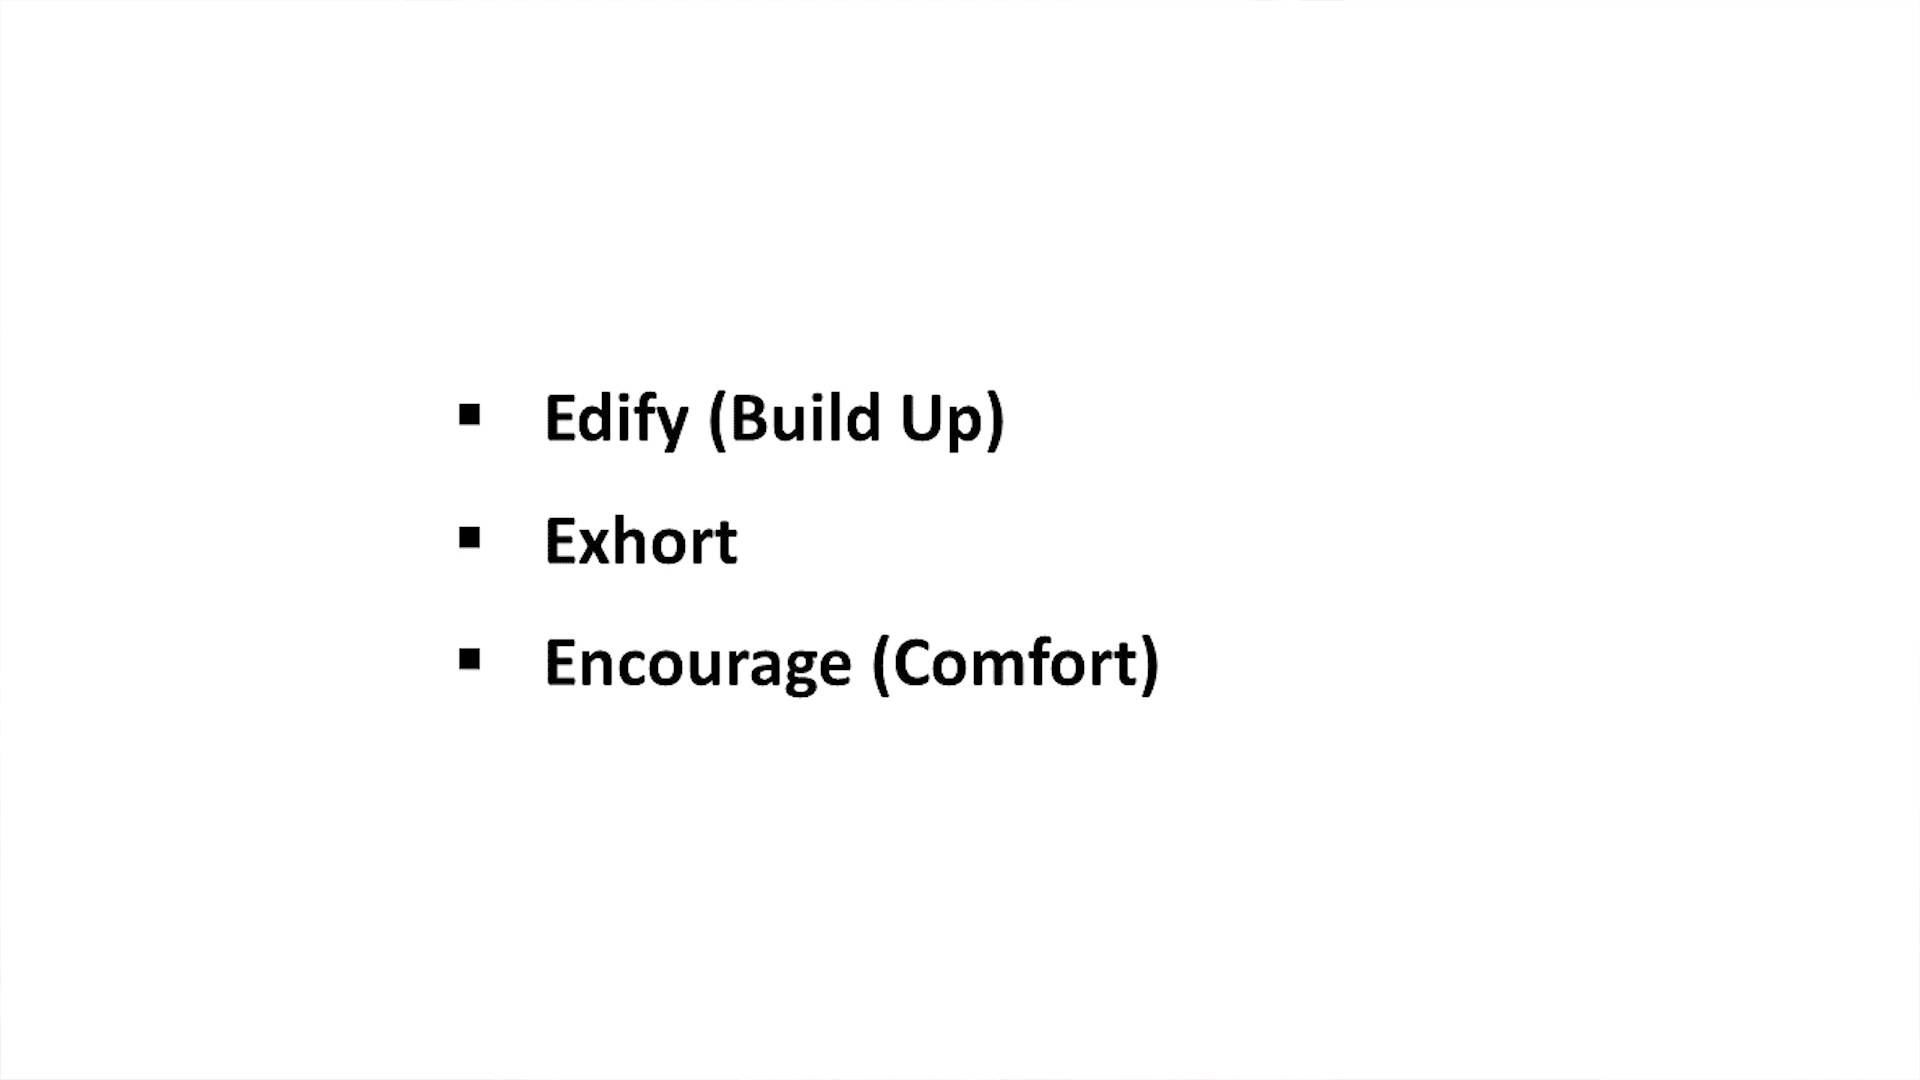 ▪ Edify (Build Up)
▪ Exhort
▪ Encourage (Comfort)